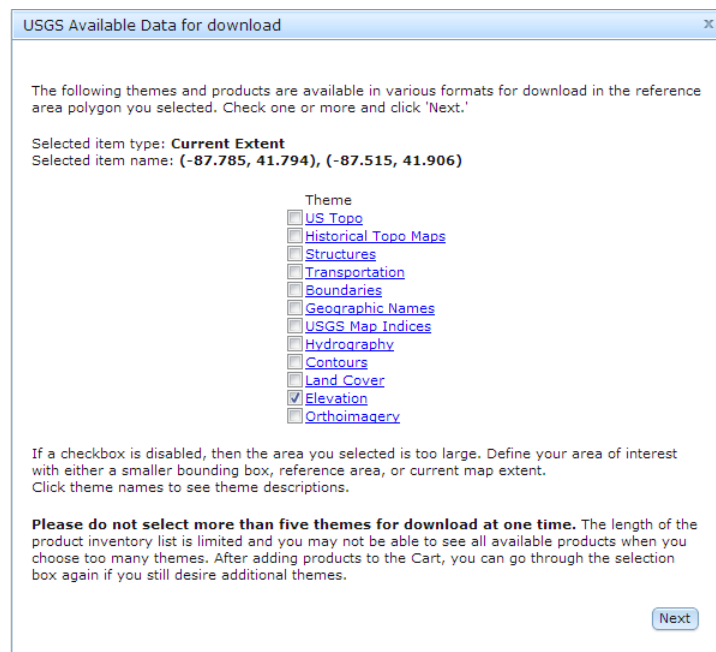 USGS Available Data for download
x
The following themes and products are available in various formats for download in the reference
area polygon you selected. Check one or more and click 'Next.'
Selected item type: Current Extent
Selected item name: (-87.785, 41.794), (-87.515, 41.906)
Theme
US Topo
Historical Topo Maps
Structures
Transportation
Boundaries
Geographic Names
USGS Map Indices
Hydrography
Contours
Land Cover
Elevation
Orthoimagery
If a checkbox is disabled, then the area you selected is too large. Define your area of interest
with either a smaller bounding box, reference area, or current map extent.
Click theme names to see theme descriptions.
Please do not select more than five themes for download at one time. The length of the
product inventory list is limited and you may not be able to see all available products when you
choose too many themes. After adding products to the Cart, you can go through the selection
box again if you still desire additional themes.
Next